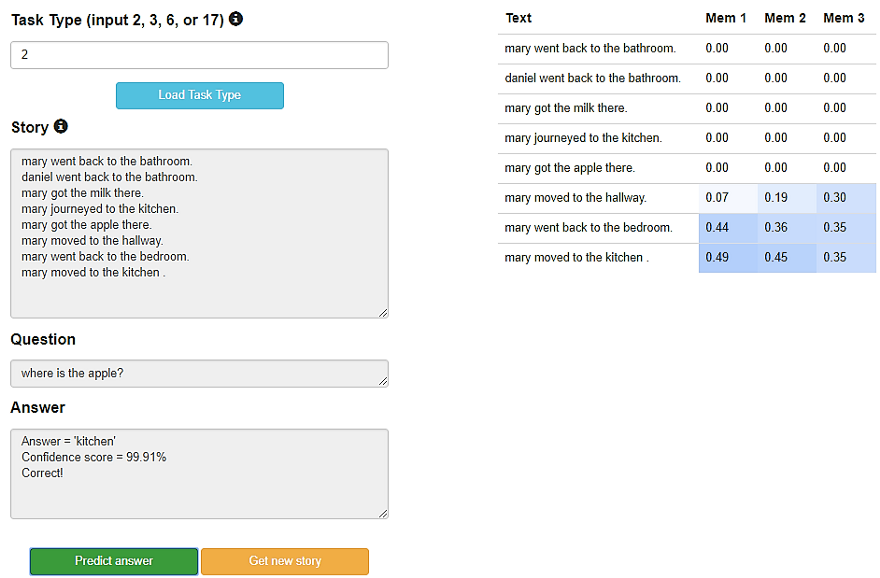 Task Type (input 2, 3, 6, or 17)
2
Load Task Type
Story
mary went back to the bathroom.
daniel went back to the bathroom.
mary got the milk there.
mary journeyed to the kitchen.
mary got the apple there.
mary moved to the hallway.
mary went back to the bedroom.
mary moved to the kitchen .
Question
where is the apple?
Answer
Answer = 'kitchen'
Confidence score = 99.91%
Correct!
Predict answer Get new story
Text Mem 1 Mem 2 Mem 3
mary went back to the bathroom. 0.00 0.00 0.00
daniel went back to the bathroom. 0.00 0.00 0.00
mary got the milk there. 0.00 0.00 0.00
mary journeyed to the kitchen. 0.00 0.00 0.00
mary got the apple there. 0.00 0.00 0.00
mary moved to the hallway. 0.07 0.19 0.30
mary went back to the bedroom. 0.44 0.36 0.35
mary moved to the kitchen . 0.49 0.45 0.35